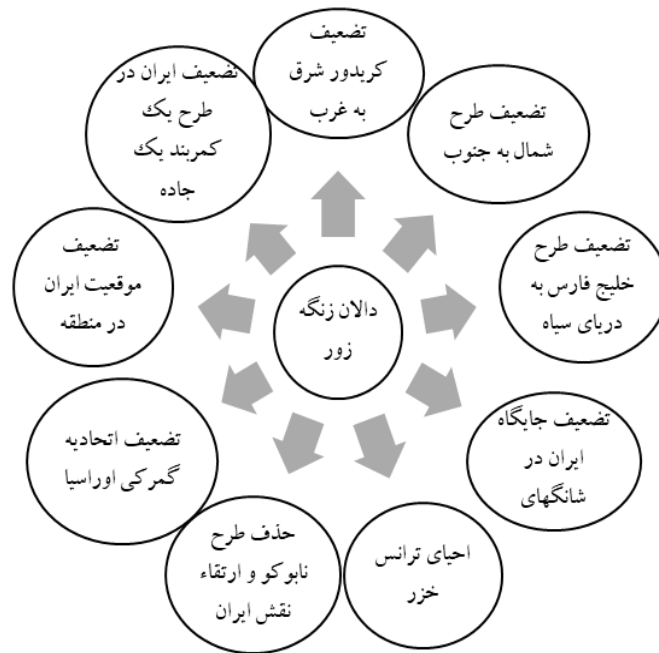 تضعیف
کریدور شرق
به غرب
تضعیف طرح
شمال به جنوب
تضعیف طرح
خلیج فارس به
دریای سیاه
تضعیف جایگاه
ایران در
شانگهای
احیای ترانس
خزر
حذف طرح
نابوکو و ارتقاء
نقش ایران
تضعیف اتحادیه
گمرکی اوراسیا
تضعیف
موقعیت ایران
در منطقه
تضعیف ایران در
طرح یک
کمربند یک
جاده
دالان زنگه
زور